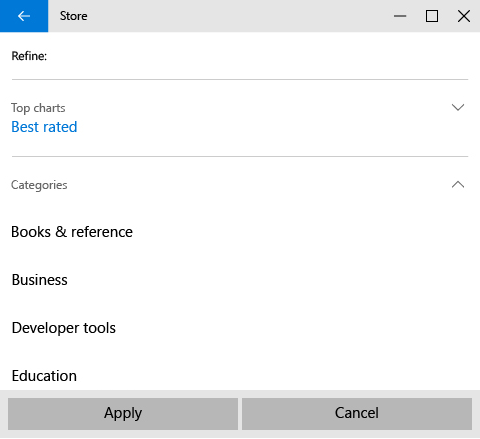 Store
Refine:
Top charts
Best rated
Categories
Books & reference
Business
Developer tools
Education
Apply
Cancel